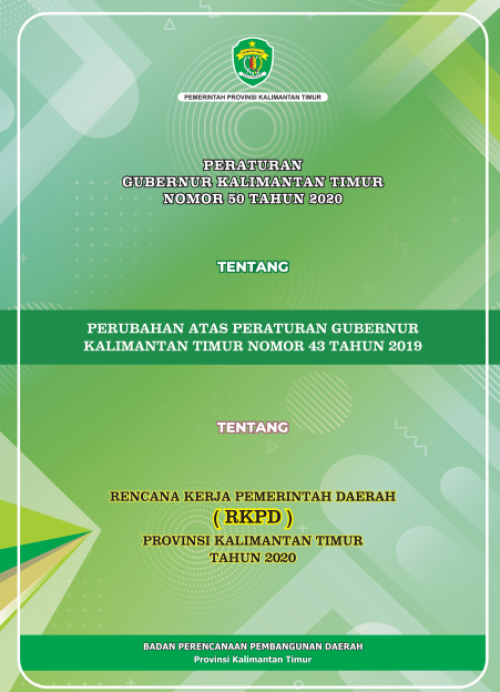 PEMERINTAH PROVINSI KALIMANTAN TIMUR
PERATURAN
GUBERNUR KALIMANTAN TIMUR
NOMOR 50 TAHUN 2020
TENTANG
PERUBAHAN ATAS PERATURAN GUBERNUR
KALIMANTAN TIMUR NOMOR 43 TAHUN 2019
TENTANG
RENCANA KERJA PEMERINTAH DAERAH
( RKPD )
PROVINSI KALIMANTAN TIMUR
TAHUN 2020
BADAN PERENCANAAN PEMBANGUNAN DAERAH
Provinsi Kalimantan Timur